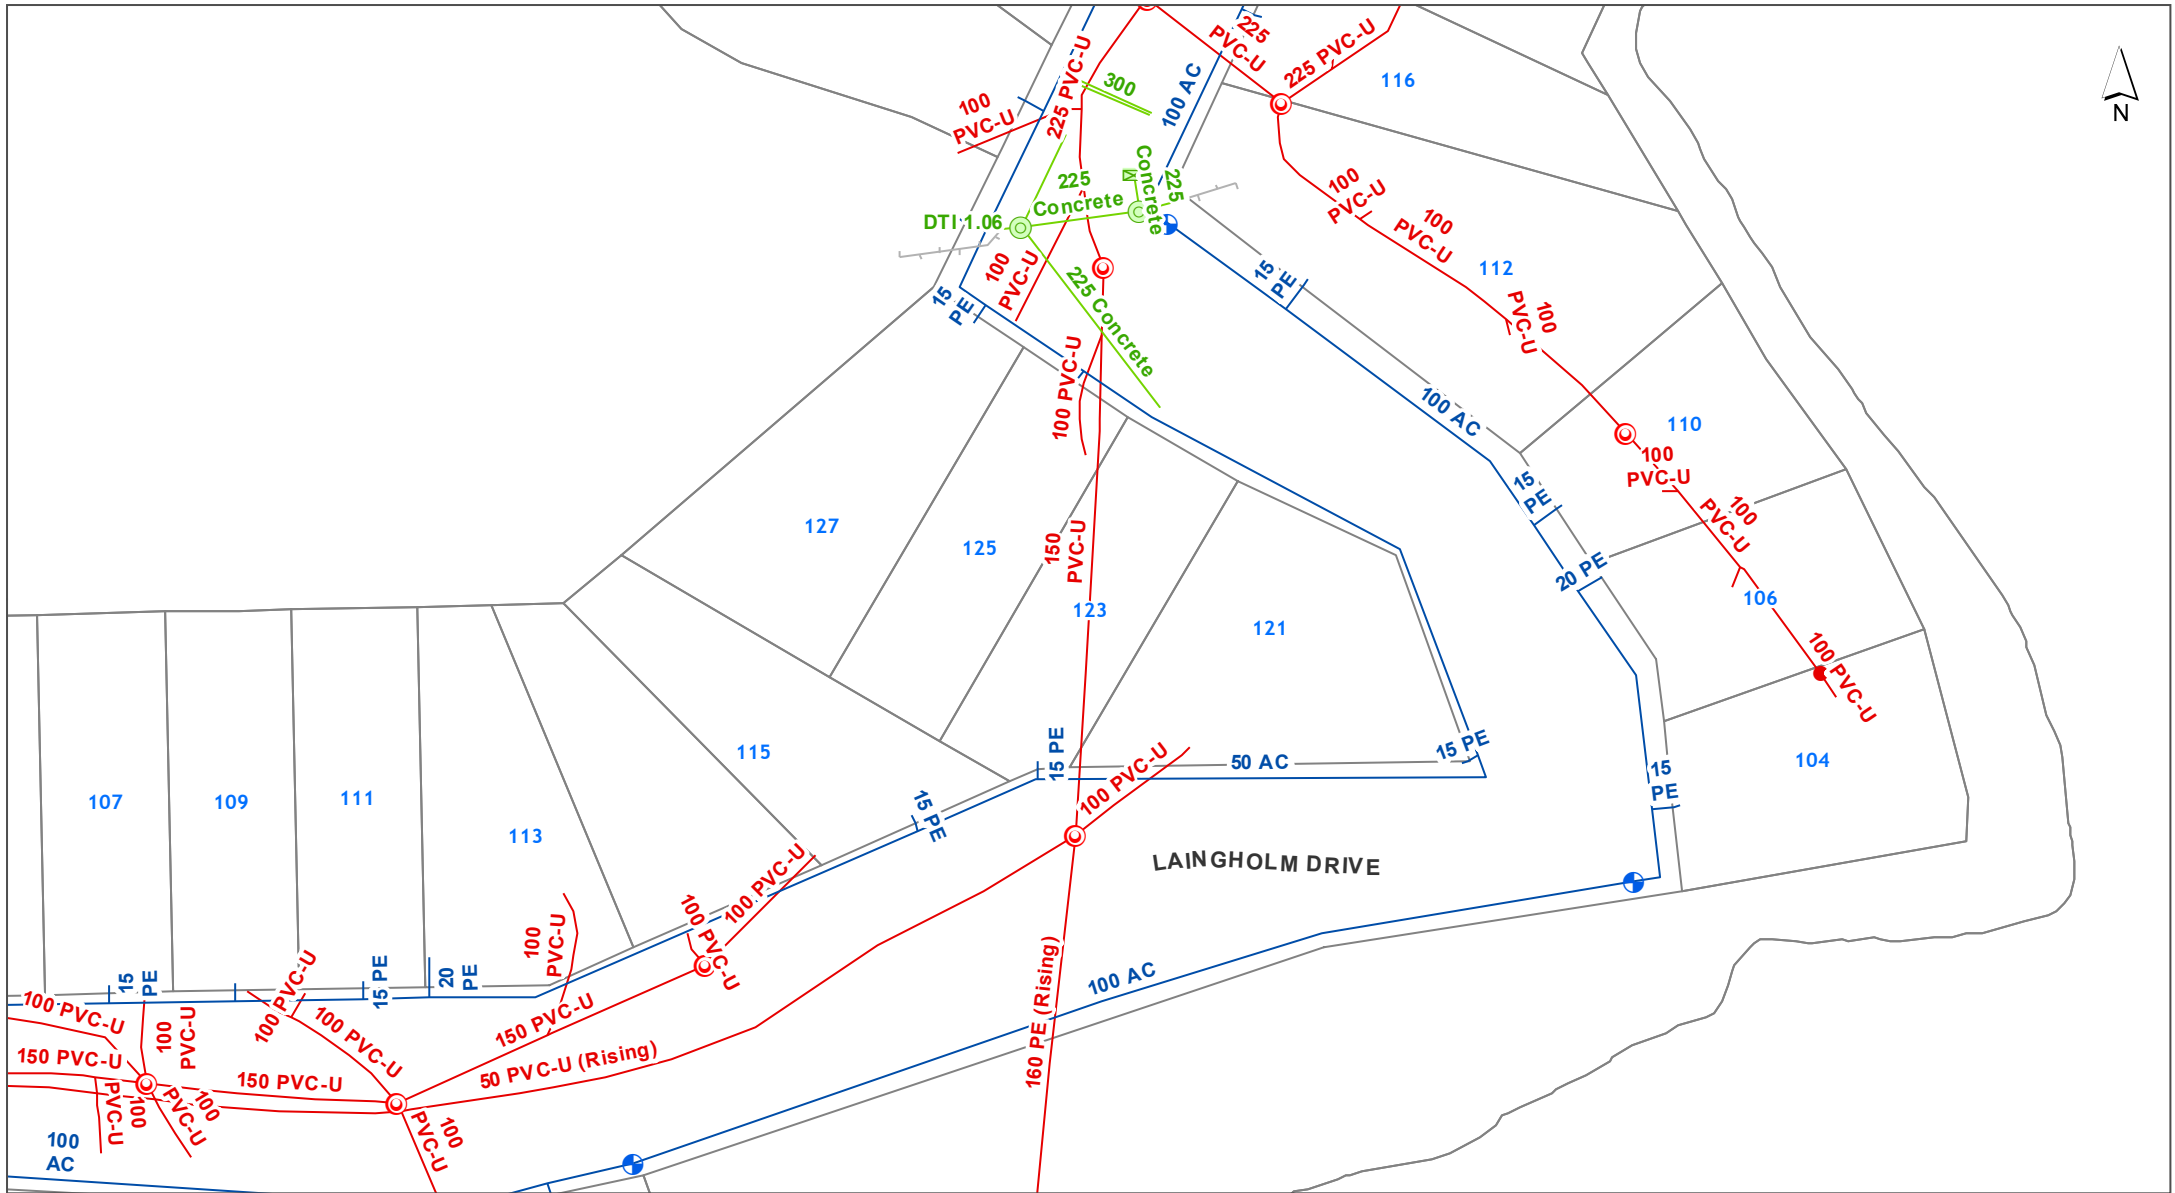 225
PVC-U
225 PVC-U
116
N
225 PVC-U
300
100 AC
100
PVC-U
Concrete
225
225
Concrete
DTI 1.06
100
PVC-U
100
PVC-U
112
100
PVC-U
15
PE
225 Concrete
15
PE
100
PVC-U
100 PVC-U
100 AC
110
100
PVC-U
15
PE
100
PVC-U
127
125
150
PVC-U
20 PE
106
123
121
100 PVC-U
115
15 PE
50 AC
15 PE
104
15
PE
100 PVC-U
107
109
111
113
15 PE
LAINGHOLM DRIVE
100 PVC-U
100 PVC-U
100
PVC-U
15
PE
15 PE
20
PE
100 PVC-U
100 AC
100 PVC-U
100
PVC-U
100 PVC-U
150 PVC-U
160 PE (Rising)
150 PVC-U
150 PVC-U
50 PVC-U (Rising)
100
PVC-U
100
PVC-U
100
PVC-U
100
AC